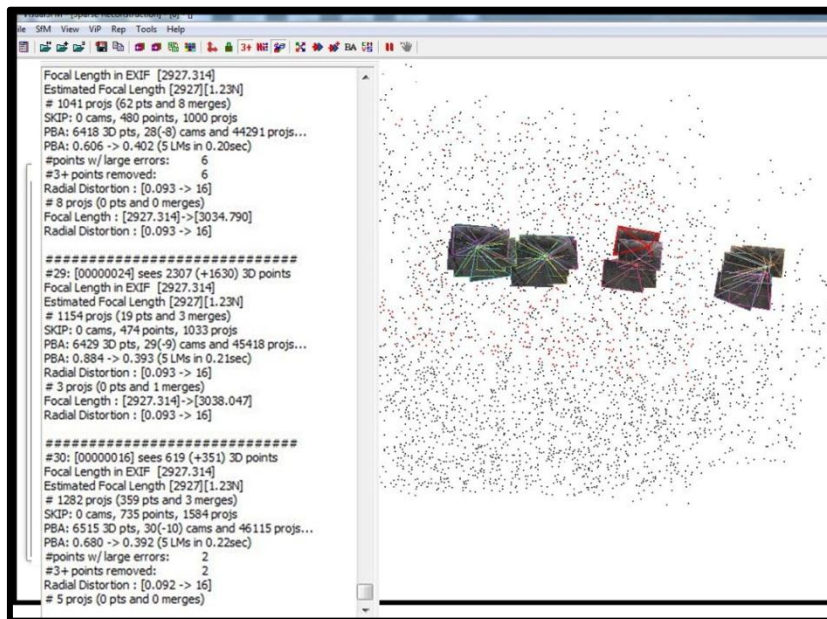 VisualSFM - [Sparse Reconstruction] - [0] - []
ile SfM View ViP Rep Tools Help
3+ BA
Focal Length in EXIF [2927.314]
Estimated Focal Length [2927][1.23N]
# 1041 projs (62 pts and 8 merges)
SKIP: 0 cams, 480 points, 1000 projs
PBA: 6418 3D pts, 28(-8) cams and 44291 projs...
PBA: 0.606 -> 0.402 (5 LMs in 0.20sec)
#points w/ large errors: 6
#3+ points removed: 6
Radial Distortion : [0.093 -> 16]
# 8 projs (0 pts and 0 merges)
Focal Length : [2927.314]->[3034.790]
Radial Distortion : [0.093 -> 16]
#############################
#29: [00000024] sees 2307 (+1630) 3D points
Focal Length in EXIF [2927.314]
Estimated Focal Length [2927][1.23N]
# 1154 projs (19 pts and 3 merges)
SKIP: 0 cams, 474 points, 1033 projs
PBA: 6429 3D pts, 29(-9) cams and 45418 projs...
PBA: 0.884 -> 0.393 (5 LMs in 0.21sec)
Radial Distortion : [0.093 -> 16]
# 3 projs (0 pts and 1 merges)
Focal Length : [2927.314]->[3038.047]
Radial Distortion : [0.093 -> 16]
#############################
#30: [00000016] sees 619 (+351) 3D points
Focal Length in EXIF [2927.314]
Estimated Focal Length [2927][1.23N]
# 1282 projs (359 pts and 3 merges)
SKIP: 0 cams, 735 points, 1584 projs
PBA: 6515 3D pts, 30(-10) cams and 46115 projs...
PBA: 0.680 -> 0.392 (5 LMs in 0.22sec)
#points w/ large errors: 2
#3+ points removed: 2
Radial Distortion : [0.092 -> 16]
# 5 projs (0 pts and 0 merges)